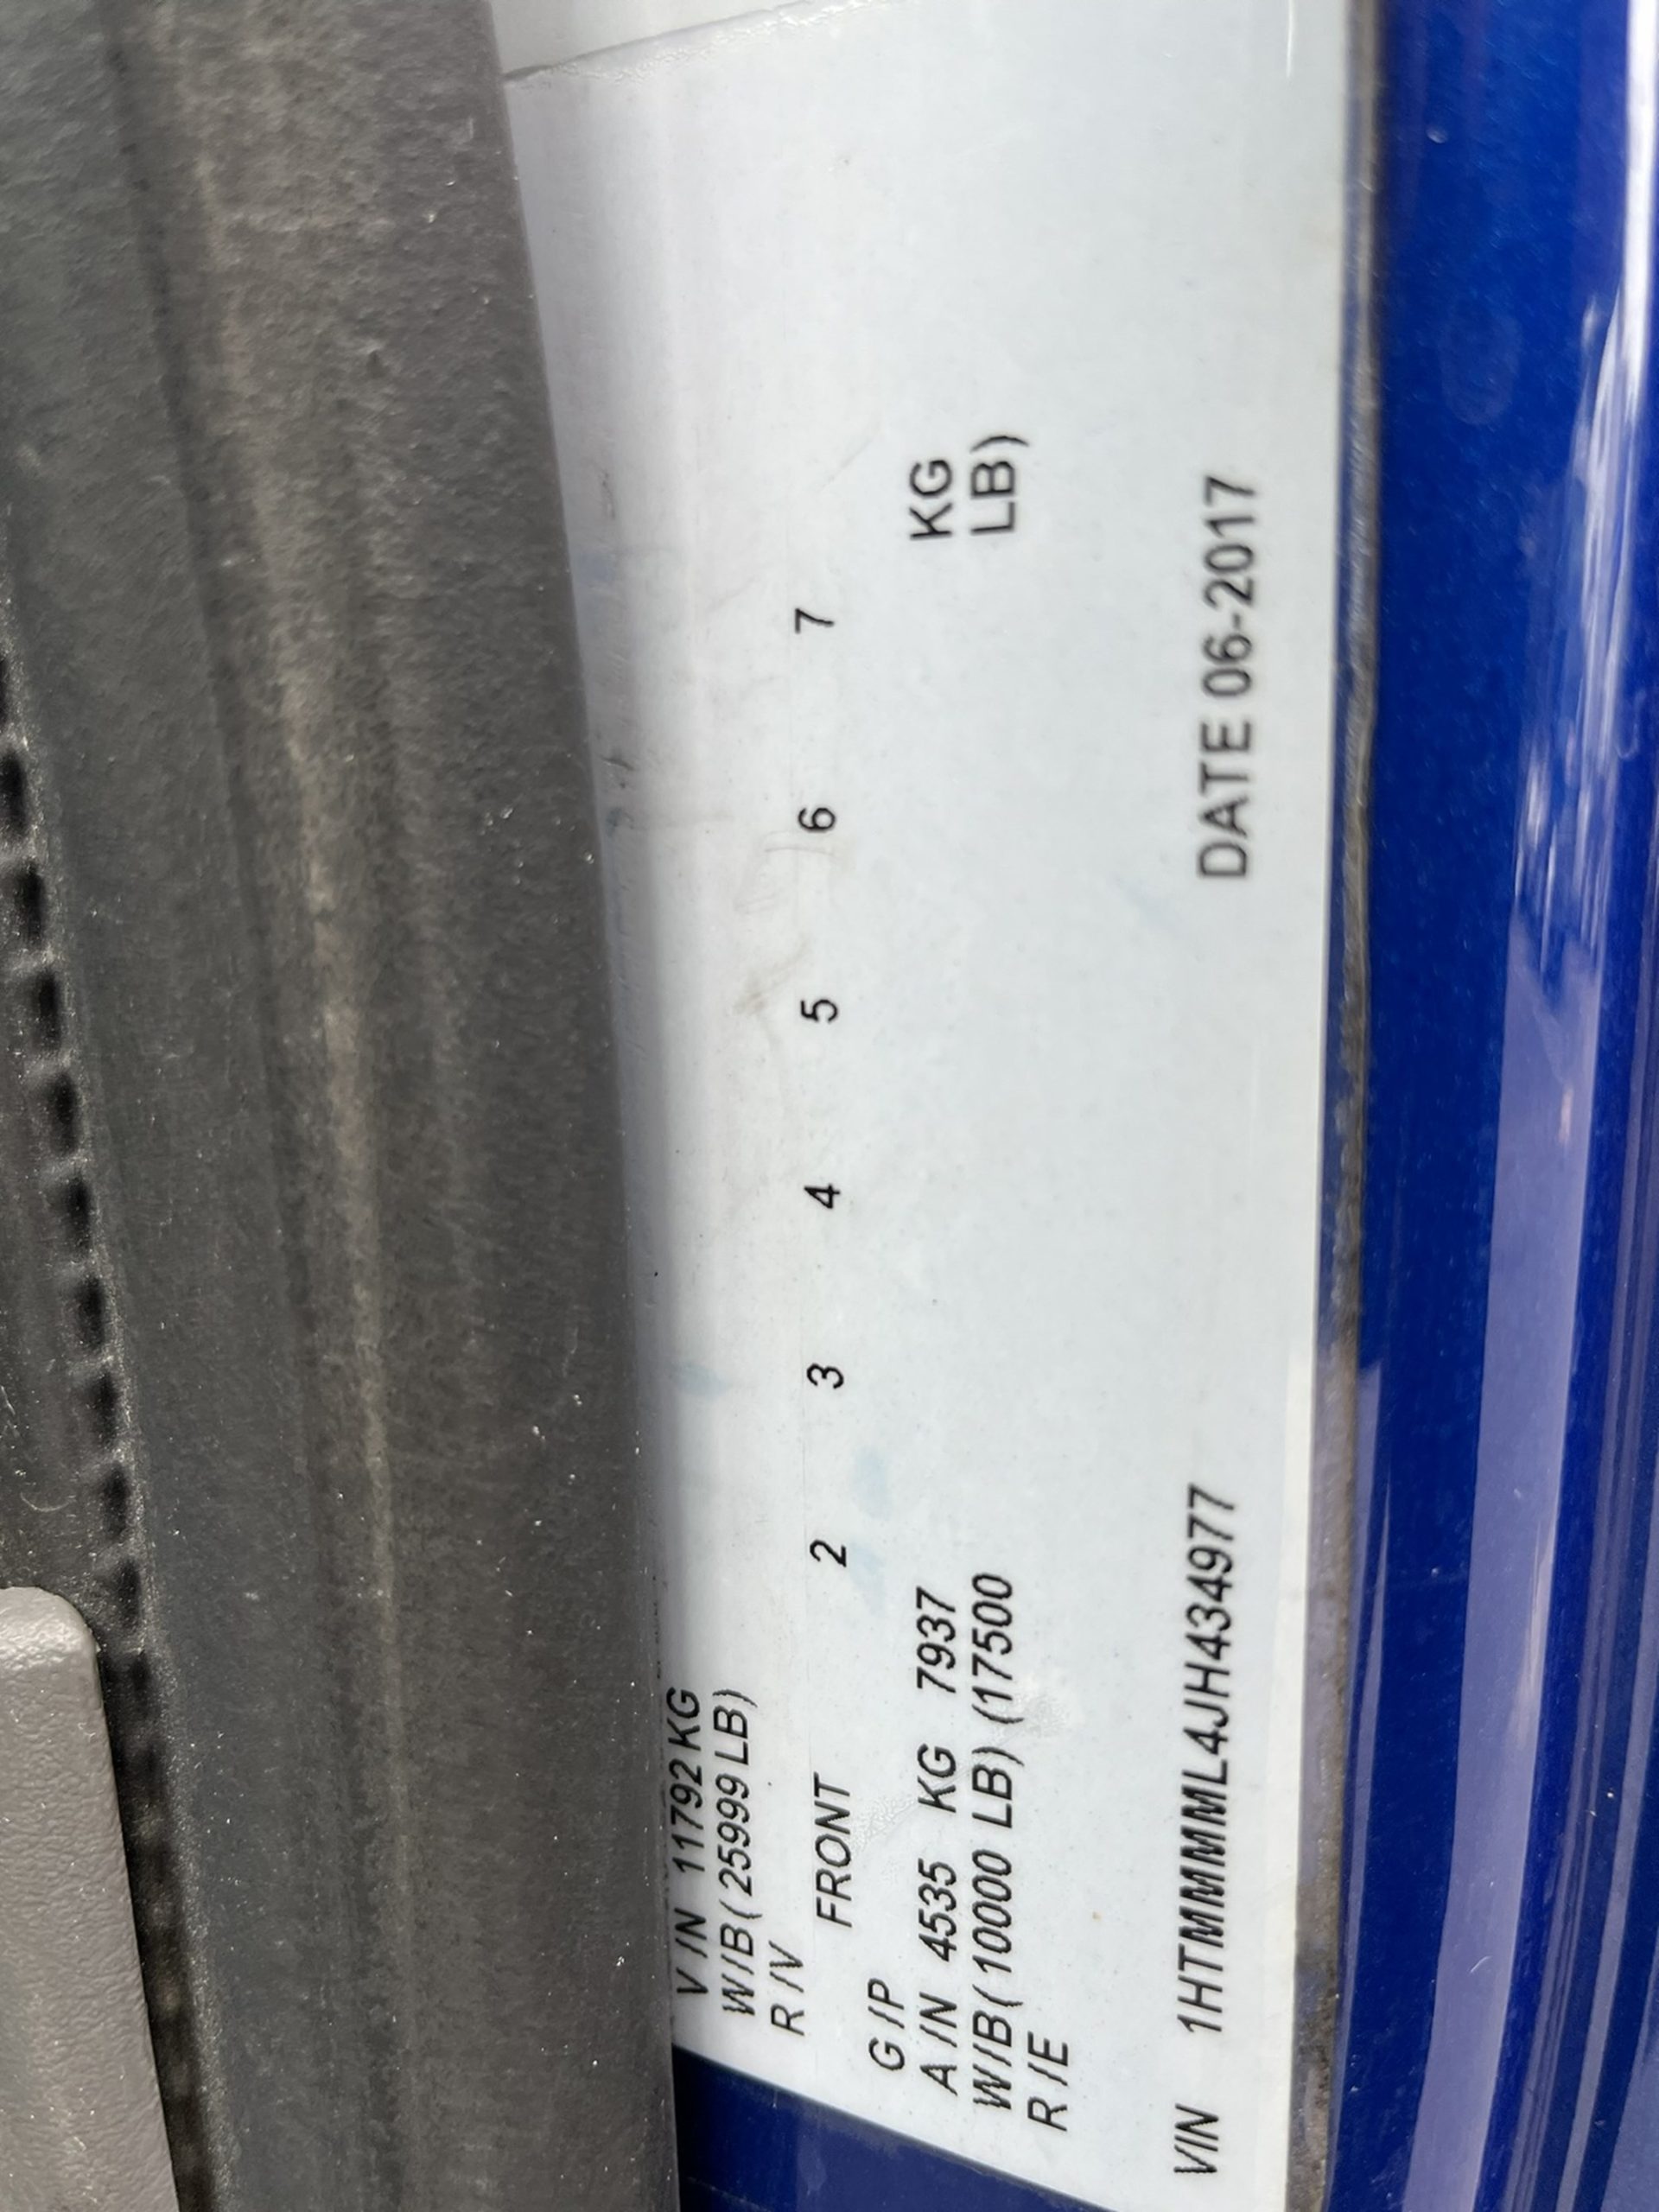 V /N 11792 KG
W/B( 25999 LB)
R /V
FRONT 2 3 4 5 6 7
G /P
A /N 4535 KG 7937 KG
W/B( 10000 LB) (17500 LB)
R /E
VIN 1HTMMMML4JH434977 DATE 06-2017